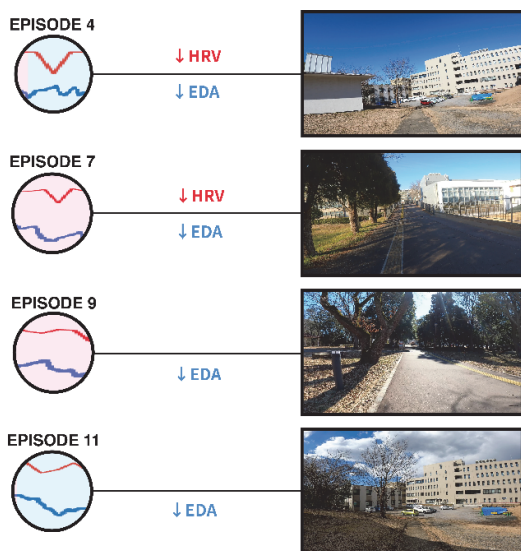 EPISODE 4
↓ HRV
↓ EDA
EPISODE 7
↓ HRV
↓ EDA
EPISODE 9
↓ EDA
EPISODE 11
↓ EDA